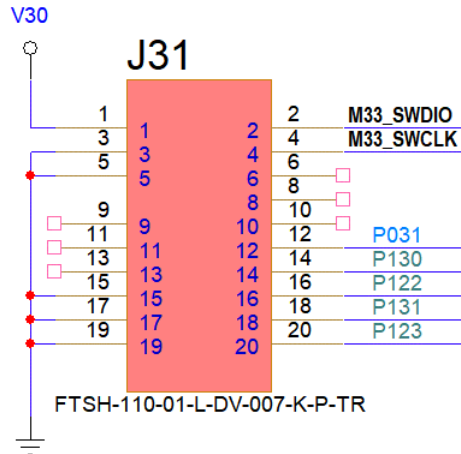 V30
J31
1 1 2 2 M33_SWDIO
3 3 4 4 M33_SWCLK
5 5 6 6
8 8
9 9 10 10
11 11 12 12 P031
13 13 14 14 P130
15 15 16 16 P122
17 17 18 18 P131
19 19 20 20 P123
FTSH-110-01-L-DV-007-K-P-TR